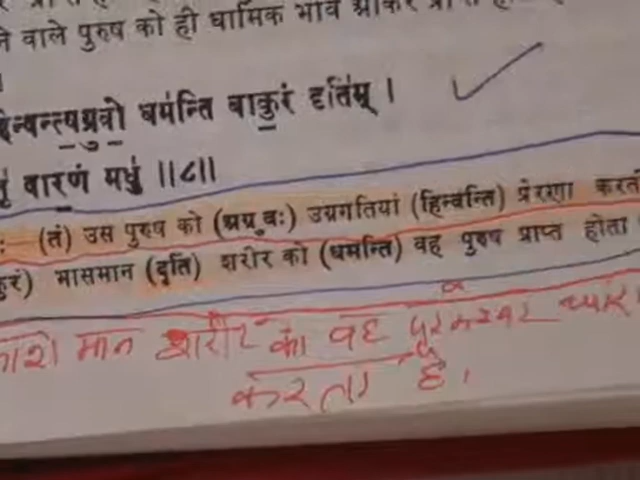 ने वाले पुरुष को ही धार्मिक भाव आकर
हिन्वन्त्यग्रुवो धमन्ति बाकुरं दृतिम् ।
वारणं मधु ॥८॥
(तं) उस पुरुष को (अग्रुवः) उग्रगतियां (हिन्वन्ति) प्रेरणा करती
कुरं) भासमान (दृतिं) शरीर को (धमन्ति) वह पुरुष प्राप्त होता
मान शरीर का वह परमेश्वर
करता है।